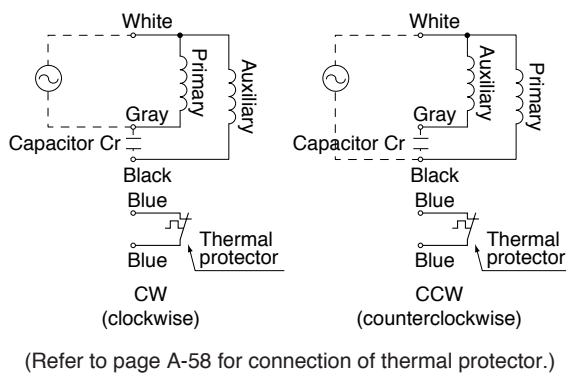 White
Primary
Auxiliary
Gray
Capacitor Cr
Black
Blue
Blue
Thermal
protector
CW
(clockwise)
White
Auxiliary
Primary
Gray
Capacitor Cr
Black
Blue
Blue
Thermal
protector
CCW
(counterclockwise)
(Refer to page A-58 for connection of thermal protector.)